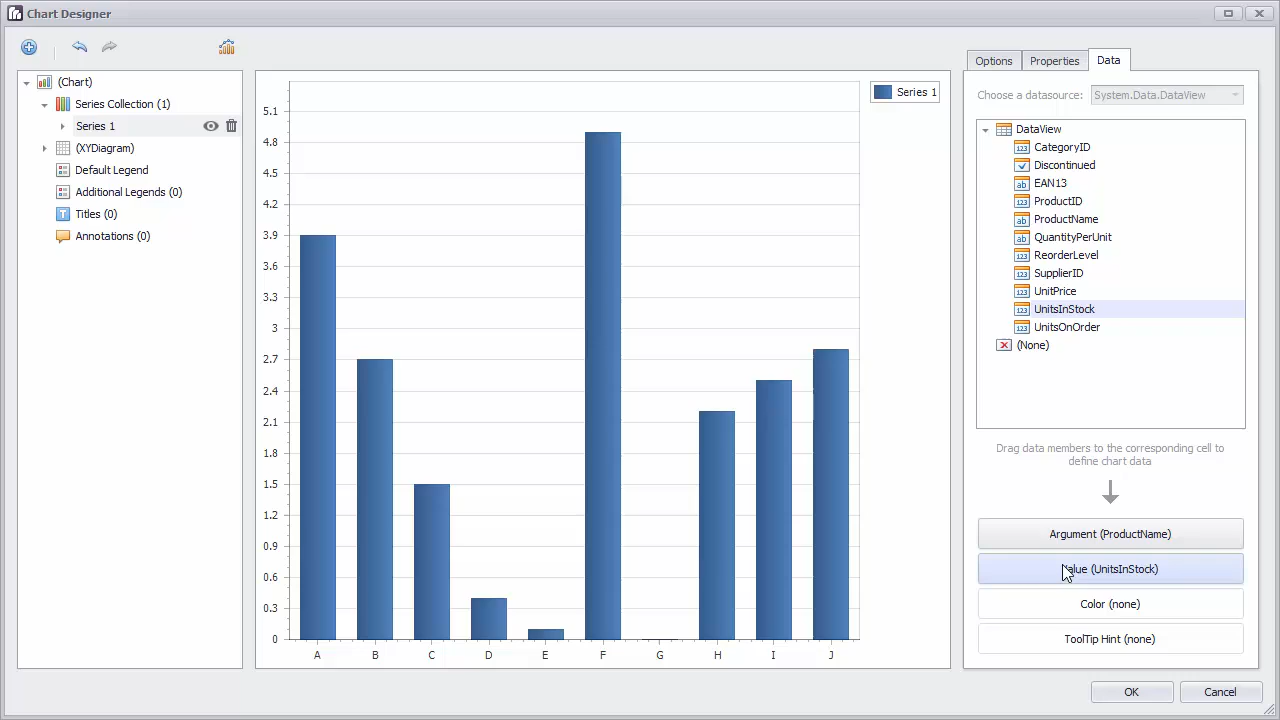 Chart Designer
(Chart)
Series Collection (1)
Series 1
(XYDiagram)
Default Legend
Additional Legends (0)
Titles (0)
Annotations (0)
5.1
4.8
4.5
4.2
3.9
3.6
3.3
3
2.7
2.4
2.1
1.8
1.5
1.2
0.9
0.6
0.3
0
A B C D E F G H I J
Series 1
Options Properties Data
Choose a datasource: System.Data.DataView
DataView
CategoryID
Discontinued
EAN13
ProductID
ProductName
QuantityPerUnit
ReorderLevel
SupplierID
UnitPrice
UnitsInStock
UnitsOnOrder
(None)
Drag data members to the corresponding cell to
define chart data
Argument (ProductName)
Value (UnitsInStock)
Color (none)
ToolTip Hint (none)
OK Cancel